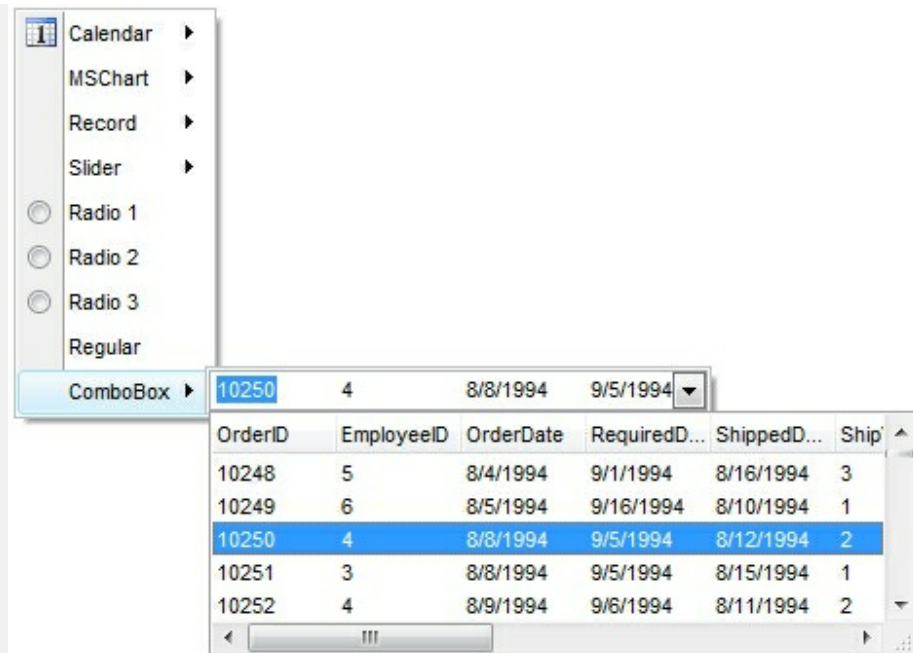 Calendar
MSChart
Record
Slider
Radio 1
Radio 2
Radio 3
Regular
ComboBox 10250 4 8/8/1994 9/5/1994
OrderID EmployeeID OrderDate RequiredD... ShippedD... Ship
10248 5 8/4/1994 9/1/1994 8/16/1994 3
10249 6 8/5/1994 9/16/1994 8/10/1994 1
10250 4 8/8/1994 9/5/1994 8/12/1994 2
10251 3 8/8/1994 9/5/1994 8/15/1994 1
10252 4 8/9/1994 9/6/1994 8/11/1994 2